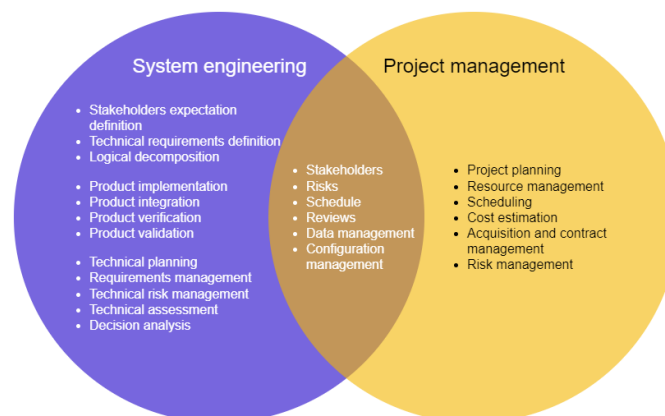 System engineering
• Stakeholders expectation
definition
• Technical requirements definition
• Logical decomposition
• Product implementation
• Product integration
• Product verification
• Product validation
• Technical planning
• Requirements management
• Technical risk management
• Technical assessment
• Decision analysis
• Stakeholders
• Risks
• Schedule
• Reviews
• Data management
• Configuration
management
Project management
• Project planning
• Resource management
• Scheduling
• Cost estimation
• Acquisition and contract
management
• Risk management